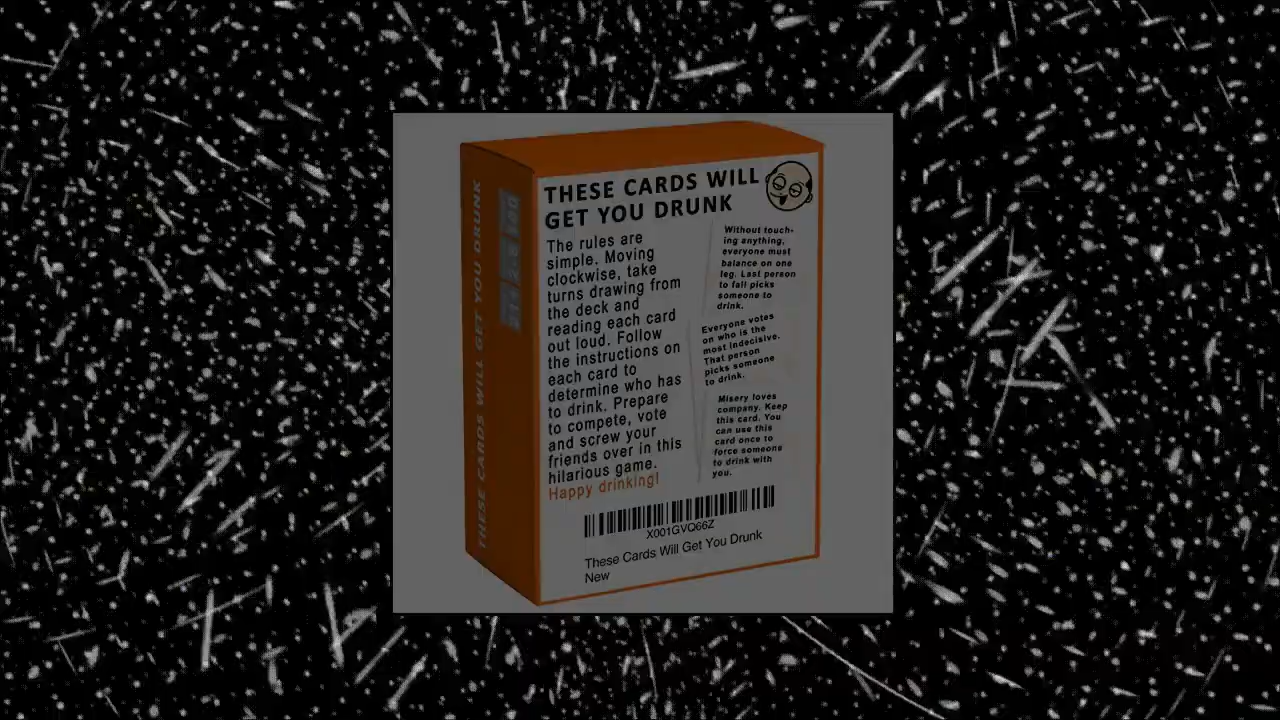 THESE CARDS WILL GET YOU DRUNK
THESE CARDS WILL
GET YOU DRUNK
The rules are
simple. Moving
clockwise, take
turns drawing from
the deck and
reading each card
out loud. Follow
the instructions on
each card to
determine who has
to drink. Prepare
to compete, vote
and screw your
friends over in this
hilarious game.
Happy drinking!
Without touch-
ing anything,
everyone must
balance on one
leg. Last person
to fall picks
someone to
drink.
Everyone votes
on who is the
most indecisive.
That person
picks someone
to drink.
Misery loves
company. Keep
this card. You
can use this
card once to
force someone
to drink with
you.
X001GVQ66Z
These Cards Will Get You Drunk
New